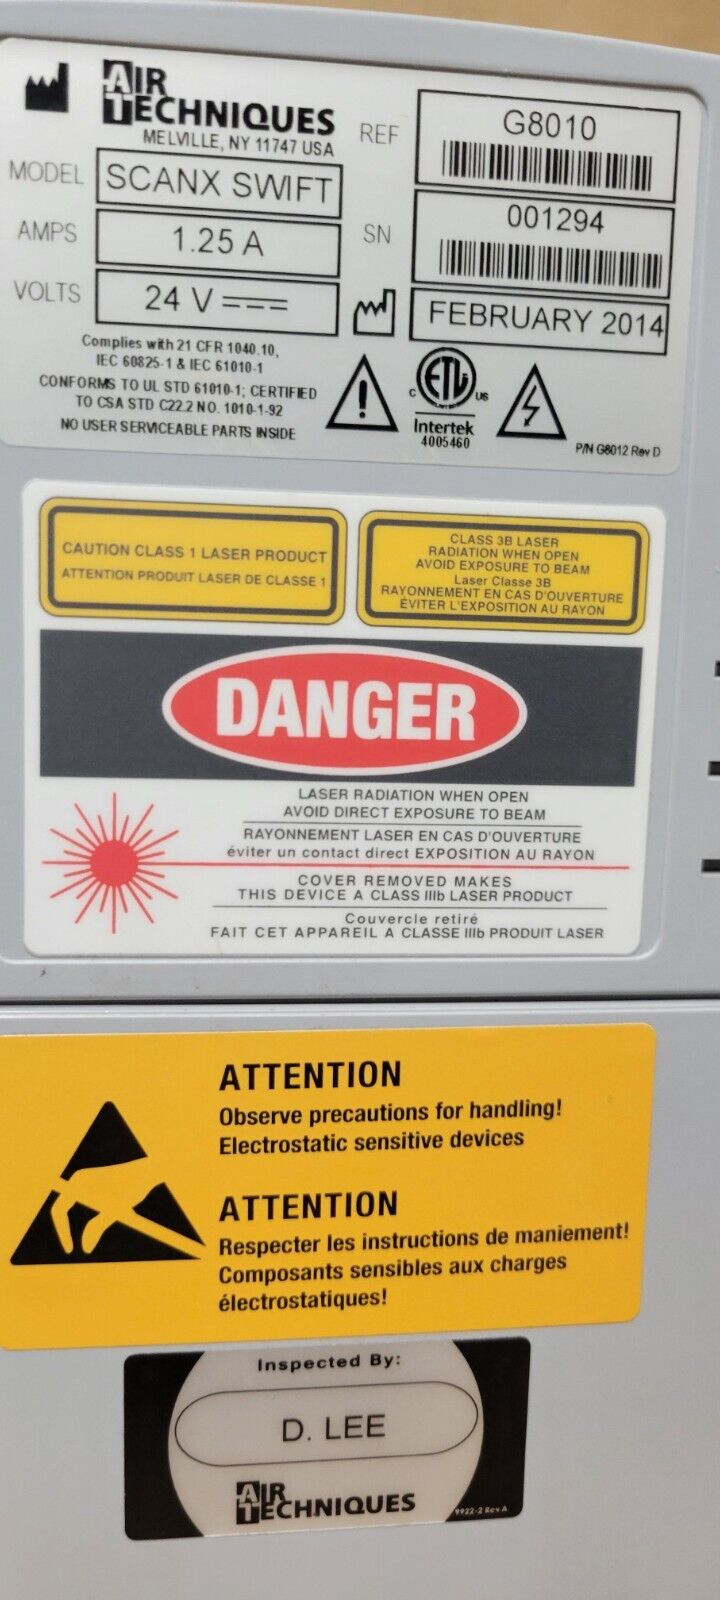 AIR
TECHNIQUES
MELVILLE, NY 11747 USA
MODEL SCANX SWIFT
AMPS 1.25 A
VOLTS 24 V
REF G8010
SN 001294
FEBRUARY 2014
Complies with 21 CFR 1040.10,
IEC 60825-1 & IEC 61010-1
CONFORMS TO UL STD 61010-1; CERTIFIED
TO CSA STD C22.2 NO. 1010-1-92
NO USER SERVICEABLE PARTS INSIDE
C ETL US
Intertek
4005460
P/N G8012 Rev D
CAUTION CLASS 1 LASER PRODUCT
ATTENTION PRODUIT LASER DE CLASSE 1
CLASS 3B LASER
RADIATION WHEN OPEN
AVOID EXPOSURE TO BEAM
Laser Classe 3B
RAYONNEMENT EN CAS D'OUVERTURE
ÉVITER L'EXPOSITION AU RAYON
DANGER
LASER RADIATION WHEN OPEN
AVOID DIRECT EXPOSURE TO BEAM
RAYONNEMENT LASER EN CAS D'OUVERTURE
éviter un contact direct EXPOSITION AU RAYON
COVER REMOVED MAKES
THIS DEVICE A CLASS IIIb LASER PRODUCT
Couvercle retiré
FAIT CET APPAREIL A CLASSE IIIb PRODUIT LASER
ATTENTION
Observe precautions for handling!
Electrostatic sensitive devices
ATTENTION
Respecter les instructions de maniement!
Composants sensibles aux charges
électrostatiques!
Inspected By:
D. LEE
AIR
TECHNIQUES
9922-2 Rev A